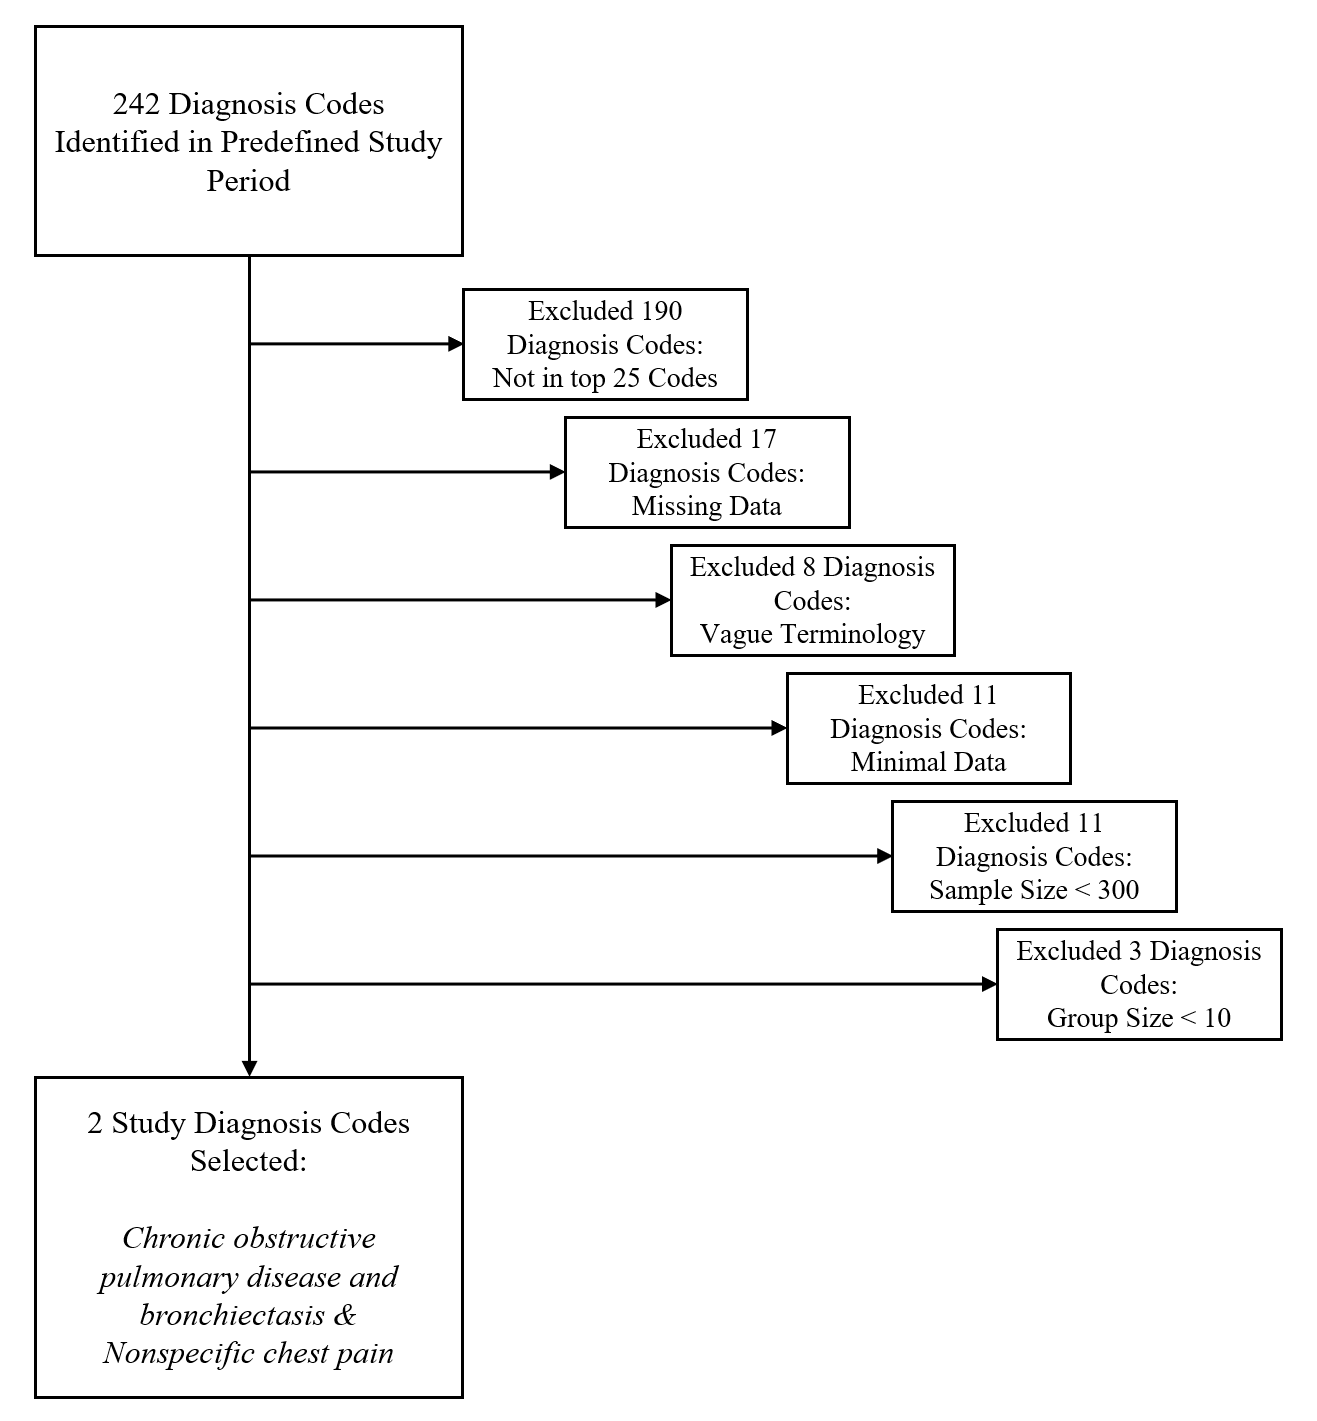 242 Diagnosis Codes
Identified in Predefined Study
Period
Excluded 190
Diagnosis Codes:
Not in top 25 Codes
Excluded 17
Diagnosis Codes:
Missing Data
Excluded 8 Diagnosis
Codes:
Vague Terminology
Excluded 11
Diagnosis Codes:
Minimal Data
Excluded 11
Diagnosis Codes:
Sample Size < 300
Excluded 3 Diagnosis
Codes:
Group Size < 10
2 Study Diagnosis Codes
Selected:
Chronic obstructive
pulmonary disease and
bronchiectasis &
Nonspecific chest pain